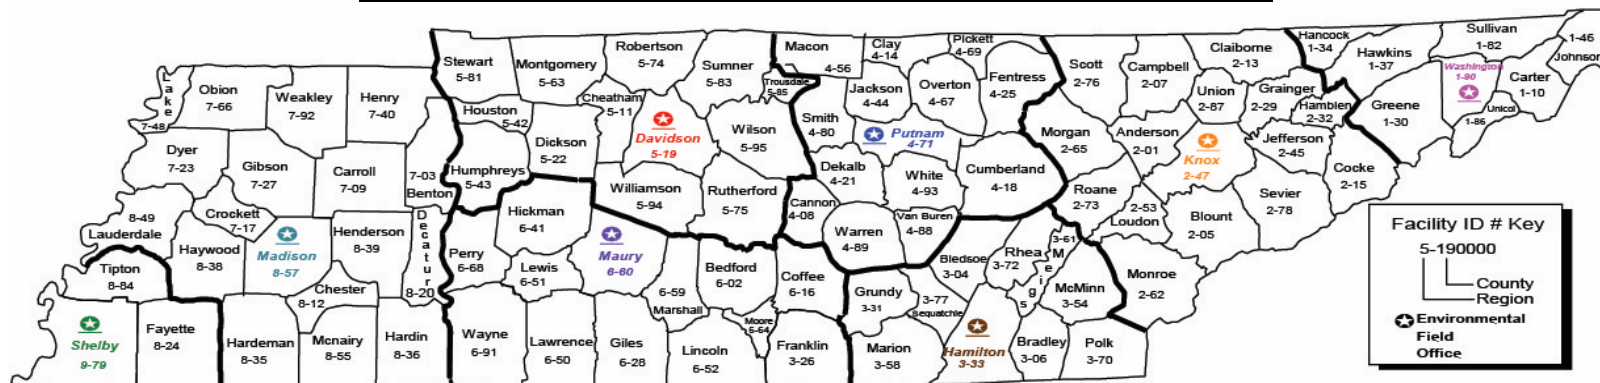 Lake
7-48
Obion
7-66
Weakley
7-92
Henry
7-40
Dyer
7-23
Gibson
7-27
Carroll
7-09
7-03
Benton
8-49
Lauderdale
Crockett
7-17
Haywood
8-38
Madison
8-57
Henderson
8-39
Decatur
8-20
Tipton
8-84
Chester
8-12
Shelby
9-79
Fayette
8-24
Hardeman
8-35
Mcnairy
8-55
Hardin
8-36
Stewart
5-81
Montgomery
5-63
Robertson
5-74
Sumner
5-83
Trousdale
5-85
Houston
5-42
Cheatham
5-11
Dickson
5-22
Davidson
5-19
Wilson
5-95
Humphreys
5-43
Williamson
5-94
Rutherford
5-75
Hickman
6-41
Perry
6-68
Lewis
6-51
Maury
6-60
6-59
Marshall
Bedford
6-02
Coffee
6-16
Moore
6-64
Wayne
6-91
Lawrence
6-50
Giles
6-28
Lincoln
6-52
Franklin
3-26
Macon
4-56
Clay
4-14
Pickett
4-69
Jackson
4-44
Overton
4-67
Fentress
4-25
Smith
4-80
Putnam
4-71
Dekalb
4-21
White
4-93
Cumberland
4-18
Cannon
4-08
Warren
4-89
Van Buren
4-88
Bledsoe
3-04
Rhea
3-72
3-61
Meigs
McMinn
3-54
Grundy
3-31
3-77
sequatchie
Marion
3-58
Hamilton
3-33
Bradley
3-06
Polk
3-70
Scott
2-76
Campbell
2-07
Claiborne
2-13
Union
2-87
Grainger
2-29
Hamblen
2-32
Morgan
2-65
Anderson
2-01
Knox
2-47
Jefferson
2-45
Cocke
2-15
Roane
2-73
2-53
Loudon
Blount
2-05
Sevier
2-78
Monroe
2-62
Hancock
1-34
Hawkins
1-37
Sullivan
1-82
1-46
Johnson
Washington
1-90
Carter
1-10
Greene
1-30
Unicoi
1-86
Facility ID # Key
5-190000
County
Region
Environmental
Field
Office